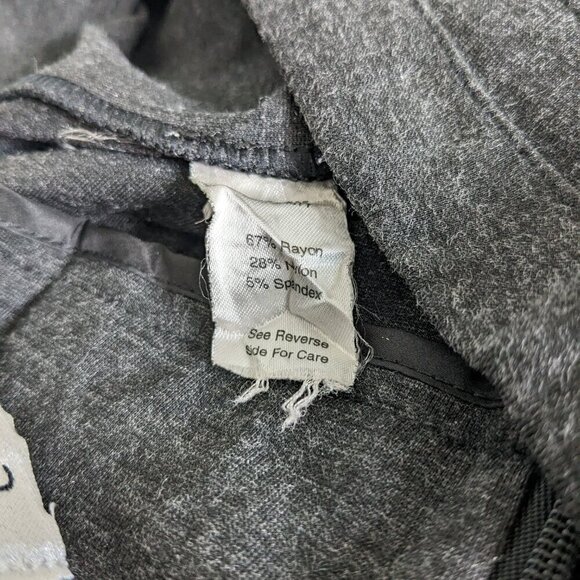 67% Rayon
28% Nylon
5% Spandex
See Reverse
Side For Care